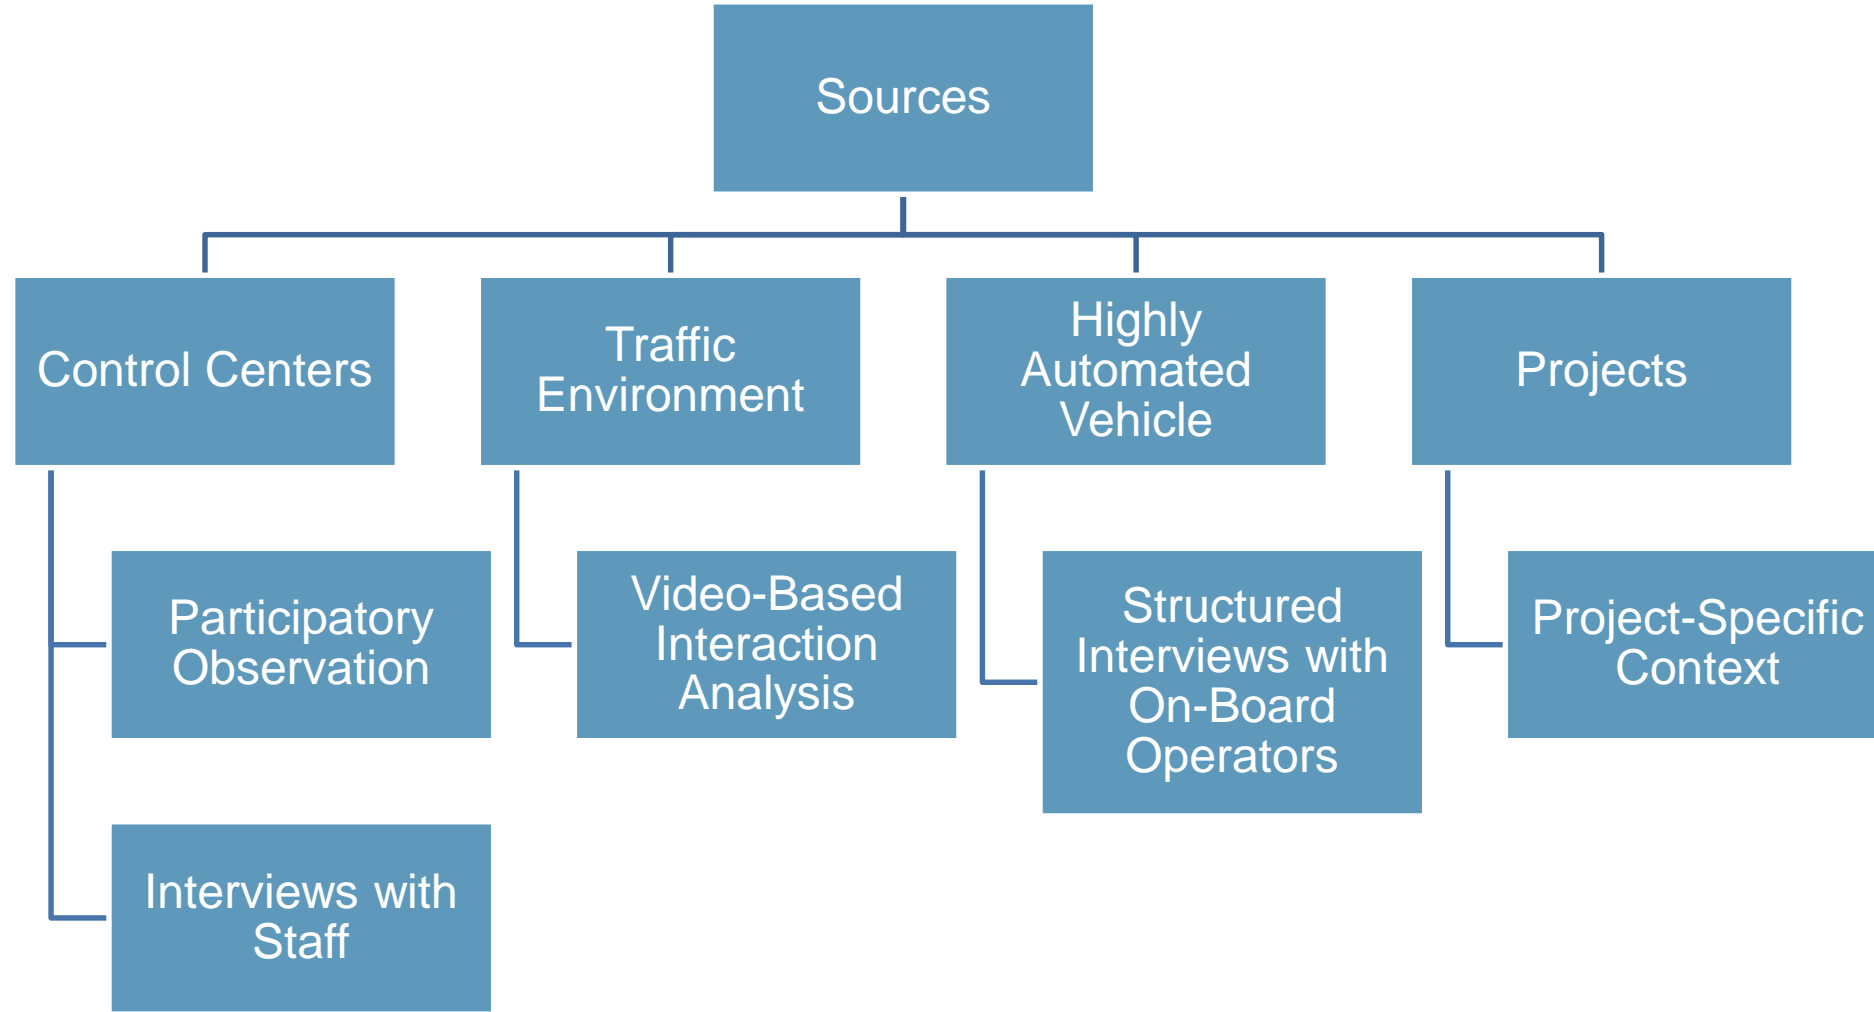 Sources
Control Centers
Traffic
Environment
Highly
Automated
Vehicle
Projects
Participatory
Observation
Video-Based
Interaction
Analysis
Structured
Interviews with
On-Board
Operators
Project-Specific
Context
Interviews with
Staff